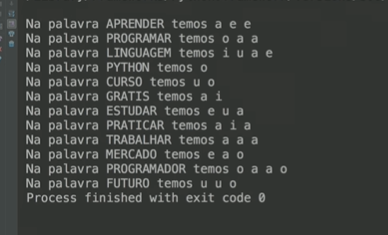 Na palavra APRENDER temos a e e
Na palavra PROGRAMAR temos o a a
Na palavra LINGUAGEM temos i u a e
Na palavra PYTHON temos o
Na palavra CURSO temos u o
Na palavra GRATIS temos a i
Na palavra ESTUDAR temos e u a
Na palavra PRATICAR temos a i a
Na palavra TRABALHAR temos a a a
Na palavra MERCADO temos e a o
Na palavra PROGRAMADOR temos o a a o
Na palavra FUTURO temos u u o
Process finished with exit code 0